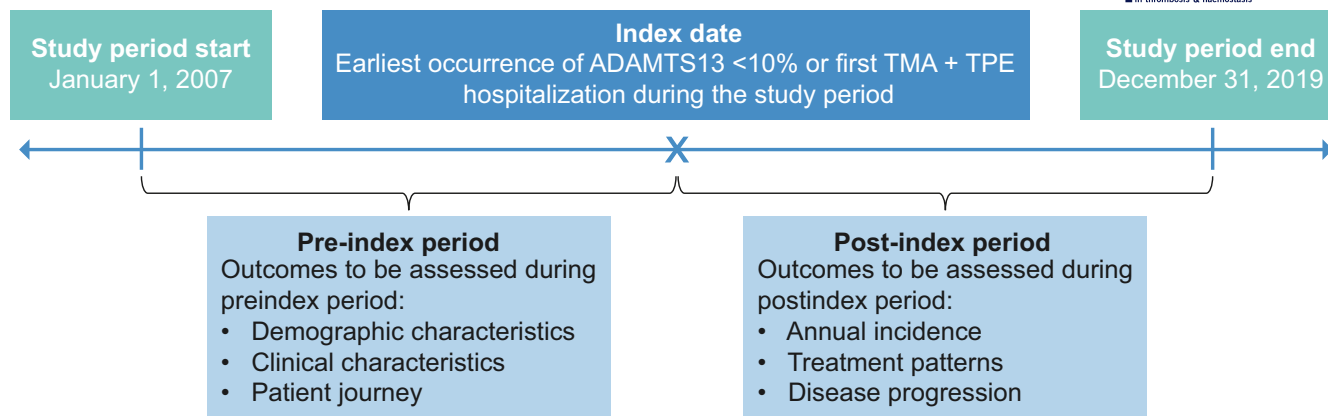 in thrombosis & haemostasis
Study period start
January 1, 2007
Index date
Earliest occurrence of ADAMTS13 <10% or first TMA + TPE
hospitalization during the study period
Study period end
December 31, 2019
X
Pre-index period
Outcomes to be assessed during
preindex period:
• Demographic characteristics
• Clinical characteristics
• Patient journey
Post-index period
Outcomes to be assessed during
postindex period:
• Annual incidence
• Treatment patterns
• Disease progression